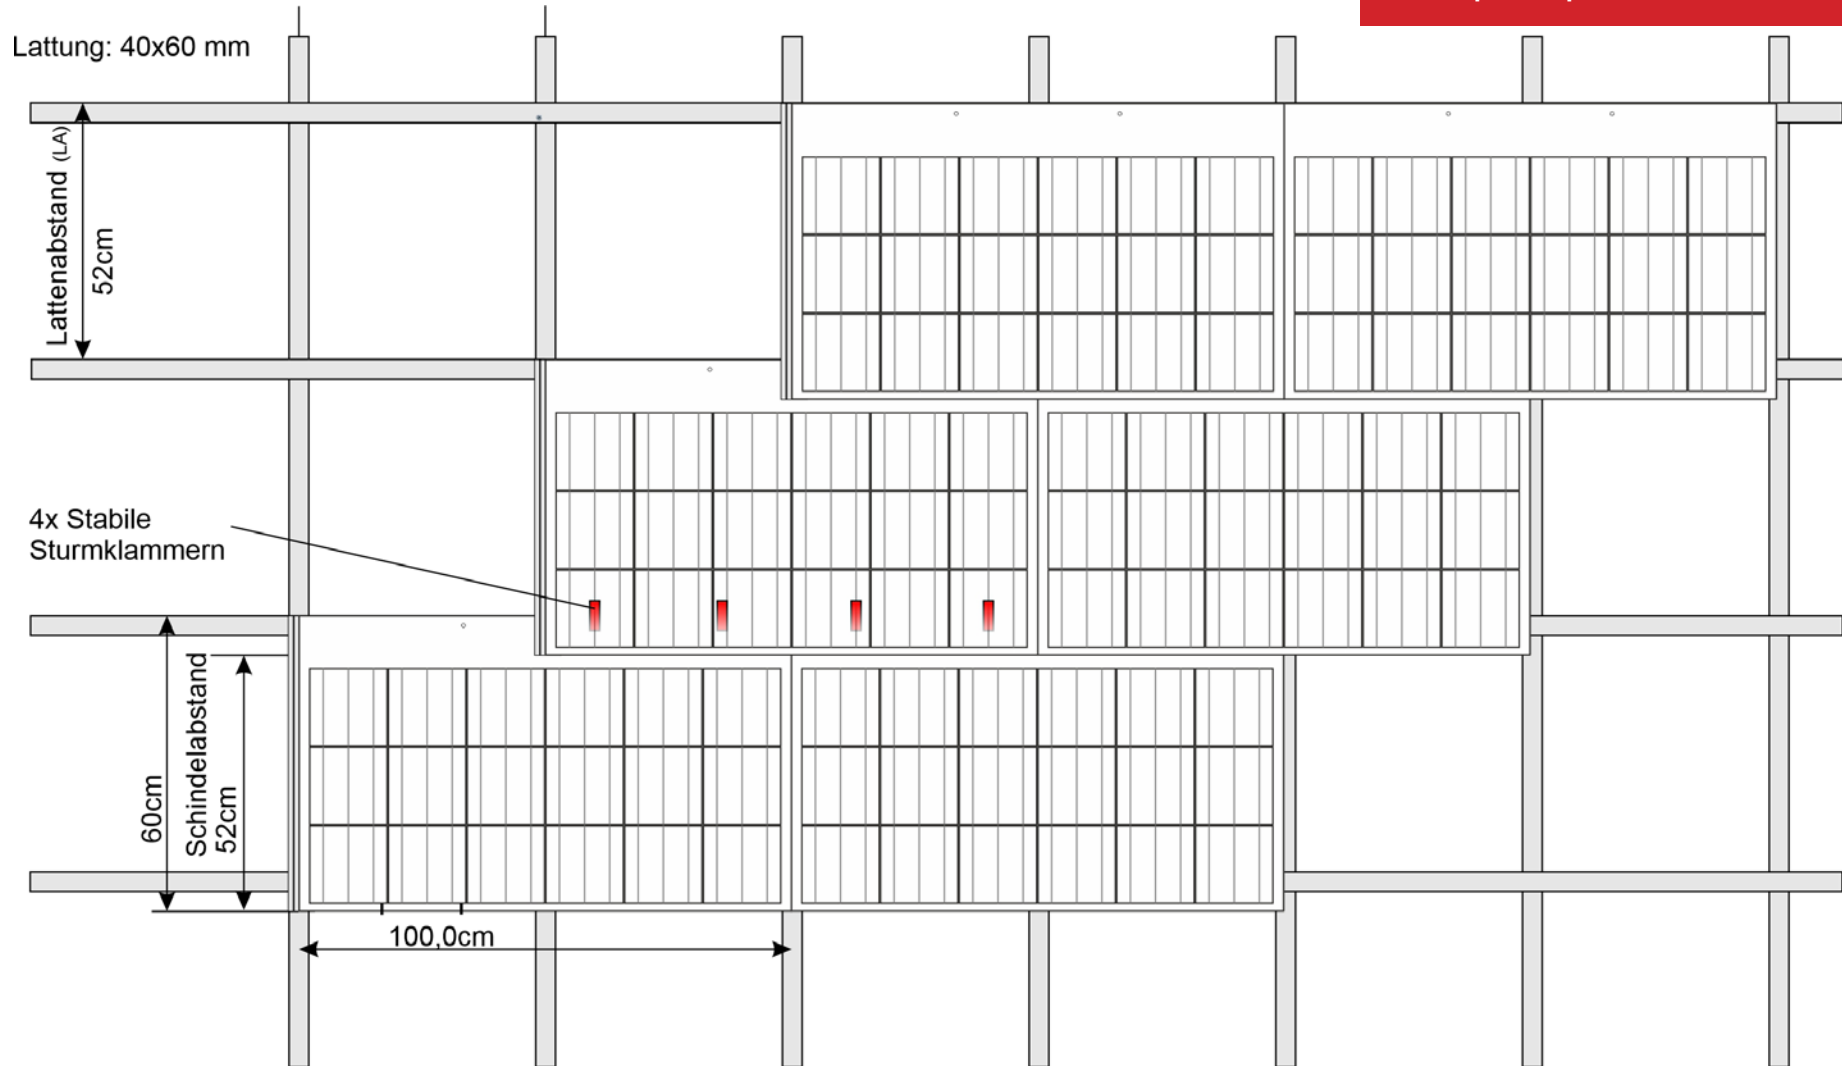 Lattung: 40x60 mm
Lattenabstand (LA)
52cm
4x Stabile
Sturmklammern
60cm
Schindelabstand
52cm
100,0cm